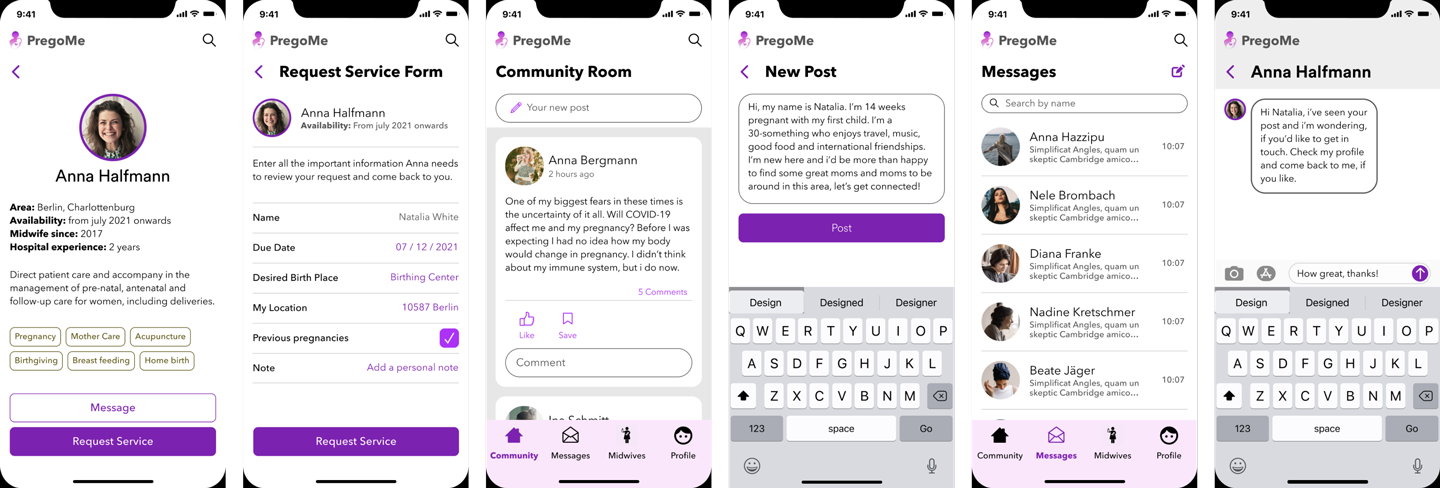 9:41
PregoMe
Anna Halfmann
Area: Berlin, Charlottenburg
Availability: from july 2021 onwards
Midwife since: 2017
Hospital experience: 2 years
Direct patient care and accompany in the
management of pre-natal, antenatal and
follow-up care for women, including deliveries.
Pregnancy
Mother Care
Acupuncture
Birthgiving
Breast feeding
Home birth
Message
Request Service
9:41
PregoMe
Request Service Form
Anna Halfmann
Availability: From july 2021 onwards
Enter all the important information Anna needs
to review your request and come back to you.
Name Natalia White
Due Date 07 / 12 / 2021
Desired Birth Place Birthing Center
My Location 10587 Berlin
Previous pregnancies
Note Add a personal note
Request Service
9:41
PregoMe
Community Room
Your new post
Anna Bergmann
2 hours ago
One of my biggest fears in these times is
the uncertainty of it all. Will COVID-19
affect me and my pregnancy? Before I was
expecting I had no idea how my body
would change in pregnancy. I didn't think
about my immune system, but i do now.
5 Comments
Like Save
Comment
Community Messages Midwives Profile
9:41
PregoMe
New Post
Hi, my name is Natalia. I'm 14 weeks
pregnant with my first child. I'm a
30-something who enjoys travel, music,
good food and international friendships.
I'm new here and i'd be more than happy
to find some great moms and moms to be
around in this area, let's get connected!
Post
Design Designed Designer
Q W E R T Y U I O P
A S D F G H J K L
Z X C V B N M
123 space Go
9:41
PregoMe
Messages
Search by name
Anna Hazzipu
Simplificat Angles, quam un
skeptic Cambridge amico...
10:07
Nele Brombach
Simplificat Angles, quam un
skeptic Cambridge amico...
10:07
Diana Franke
Simplificat Angles, quam un
skeptic Cambridge amico...
10:07
Nadine Kretschmer
Simplificat Angles, quam un
skeptic Cambridge amico...
10:07
Beate Jäger
Simplificat Angles, quam un
skeptic Cambridge amico...
10:07
Community Messages Midwives Profile
9:41
PregoMe
Anna Halfmann
Hi Natalia, i've seen your
post and i'm wondering,
if you'd like to get in
touch. Check my profile
and come back to me, if
you like.
How great, thanks!
Design Designed Designer
Q W E R T Y U I O P
A S D F G H J K L
Z X C V B N M
123 space Go